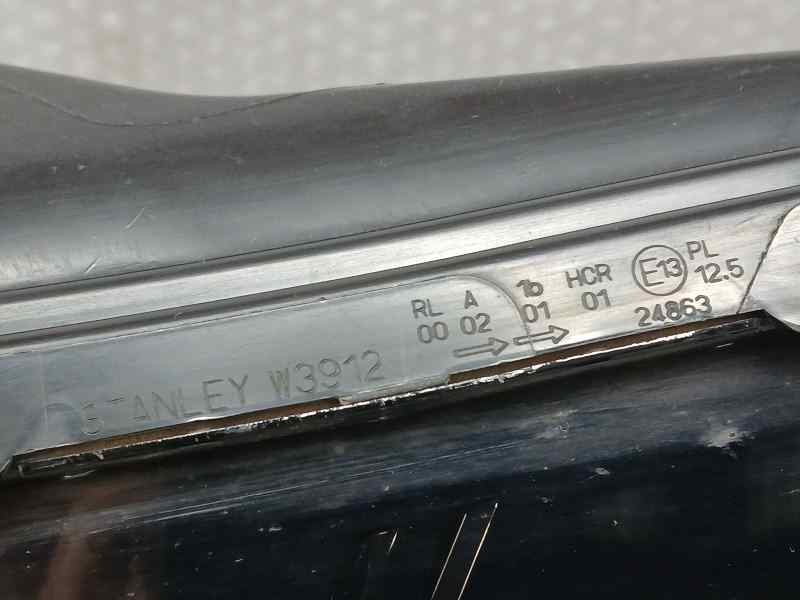 RL A 1b HCR E13 PL
00 02 01 01 12.5
24863
STANLEY W3912